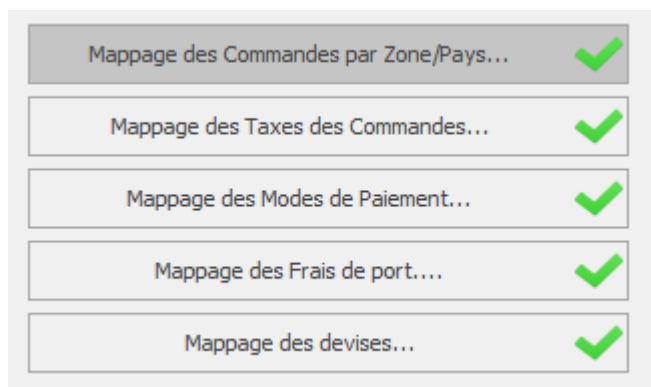 Mappage des Commandes par Zone/Pays...
Mappage des Taxes des Commandes...
Mappage des Modes de Paiement...
Mappage des Frais de port....
Mappage des devises...